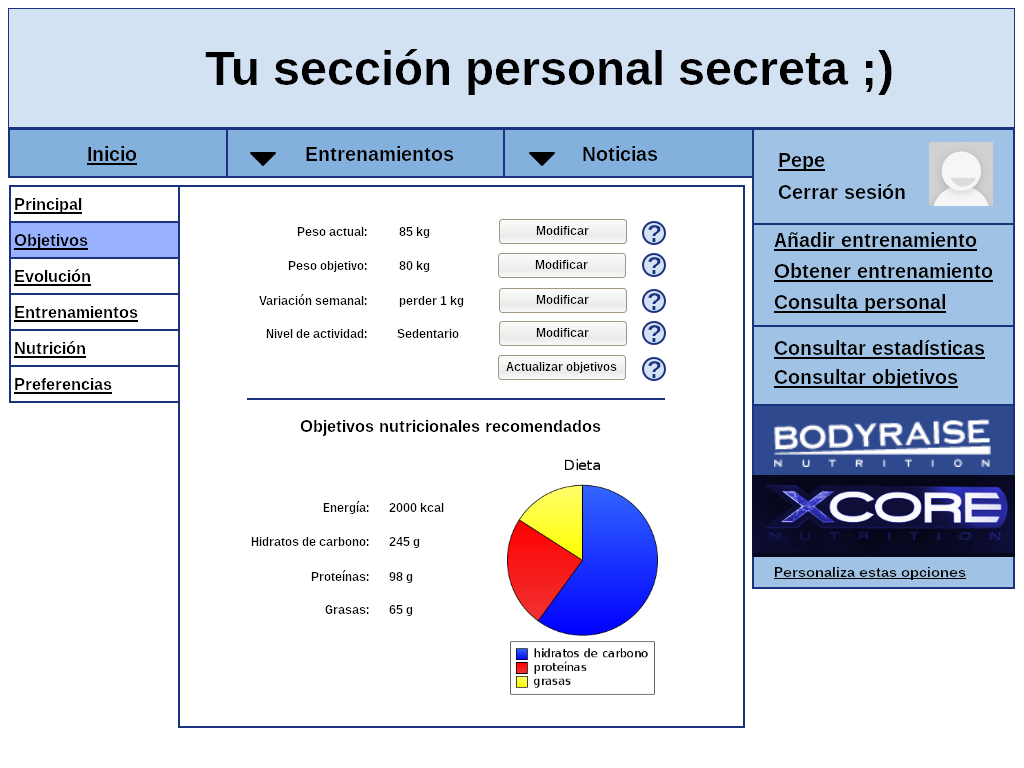 Tu sección personal secreta ;)
Inicio
Entrenamientos
Noticias
Pepe
Cerrar sesión
Principal
Objetivos
Evolución
Entrenamientos
Nutrición
Preferencias
Peso actual: 85 kg Modificar ?
Peso objetivo: 80 kg Modificar ?
Variación semanal: perder 1 kg Modificar ?
Nivel de actividad: Sedentario Modificar ?
Actualizar objetivos ?
Objetivos nutricionales recomendados
Energía: 2000 kcal
Hidratos de carbono: 245 g
Proteínas: 98 g
Grasas: 65 g
Dieta
hidratos de carbono
proteínas
grasas
Añadir entrenamiento
Obtener entrenamiento
Consulta personal
Consultar estadísticas
Consultar objetivos
BODYRAISE
NUTRITION
XCORE
NUTRITION
Personaliza estas opciones